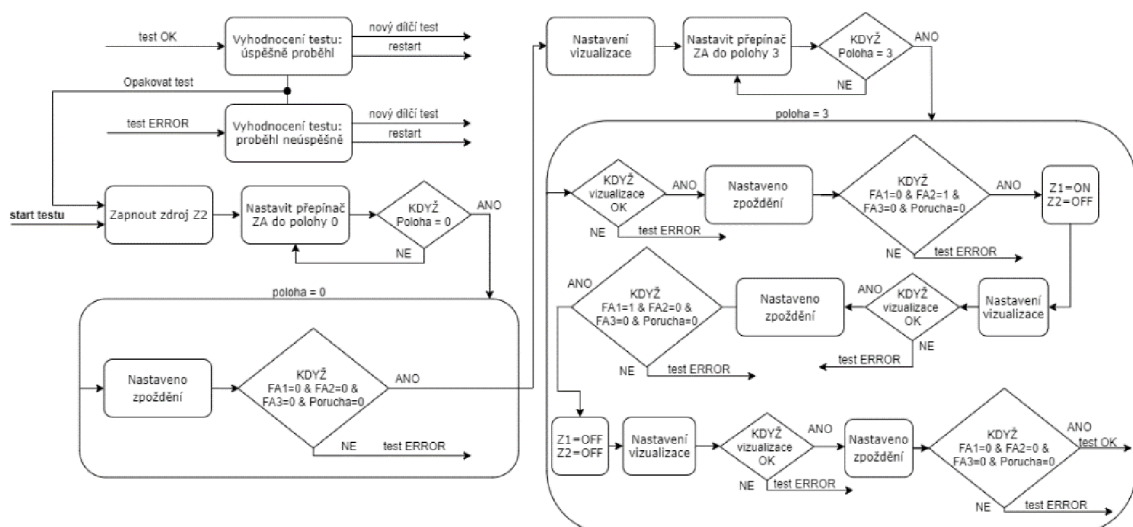 test OK
Vyhodnocení testu:
úspěšně proběhl
nový dílčí test
restart
Opakovat test
test ERROR
Vyhodnocení testu:
proběhl neúspěšně
nový dílčí test
restart
start testu
Zapnout zdroj Z2
Nastavit přepínač
ZA do polohy 0
KDYŽ
Poloha = 0
ANO
NE
poloha = 0
Nastaveno
zpoždění
KDYŽ
FA1=0 & FA2=0 &
FA3=0 & Porucha=0
ANO
NE
test ERROR
Nastavení
vizualizace
Nastavit přepínač
ZA do polohy 3
KDYŽ
Poloha = 3
ANO
NE
poloha = 3
KDYŽ
vizualizace
OK
ANO
NE
test ERROR
Nastaveno
zpoždění
KDYŽ
FA1=0 & FA2=1 &
FA3=0 & Porucha=0
ANO
NE
test ERROR
Z1=ON
Z2=OFF
Nastavení
vizualizace
KDYŽ
vizualizace
OK
ANO
NE
test ERROR
Nastaveno
zpoždění
KDYŽ
FA1=1 & FA2=0 &
FA3=0 & Porucha=0
ANO
NE
test ERROR
Z1=OFF
Z2=OFF
Nastavení
vizualizace
KDYŽ
vizualizace
OK
ANO
NE
test ERROR
Nastaveno
zpoždění
KDYŽ
FA1=0 & FA2=0 &
FA3=0 & Porucha=0
ANO
test OK
NE
test ERROR